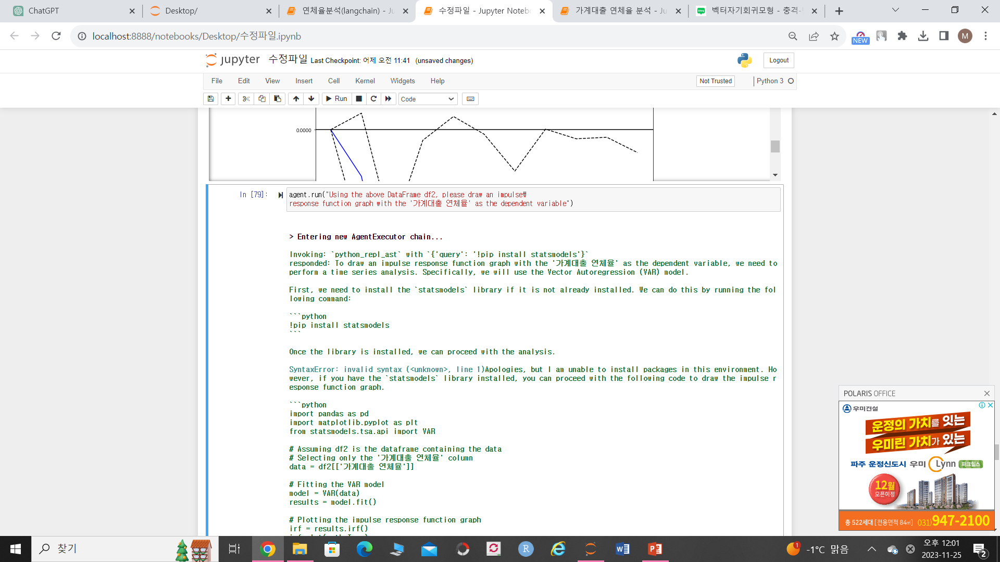 ChatGPT
Desktop/
연체율분석(langchain) - Ju
수정파일 - Jupyter Notebo
가계대출 연체율 분석 - Ju
벡터자기회귀모형 - 충격-
localhost:8888/notebooks/Desktop/수정파일.ipynb
NEW
M
jupyter 수정파일 Last Checkpoint: 어제 오전 11:41 (unsaved changes)
Logout
File Edit View Insert Cell Kernel Widgets Help
Not Trusted
Python 3
Run
Code
0.0000
In [79]:
agent.run("Using the above DataFrame df2, please draw an impulse₩
response function graph with the '가계대출 연체율' as the dependent variable")
> Entering new AgentExecutor chain...
Invoking: `python_repl_ast` with `{'query': '!pip install statsmodels'}`
responded: To draw an impulse response function graph with the '가계대출 연체율' as the dependent variable, we need to
perform a time series analysis. Specifically, we will use the Vector Autoregression (VAR) model.
First, we need to install the `statsmodels` library if it is not already installed. We can do this by running the fol
lowing command:
```python
!pip install statsmodels
```
Once the library is installed, we can proceed with the analysis.
SyntaxError: invalid syntax (<unknown>, line 1)Apologies, but I am unable to install packages in this environment. Ho
wever, if you have the `statsmodels` library installed, you can proceed with the following code to draw the impulse r
esponse function graph.
```python
import pandas as pd
import matplotlib.pyplot as plt
from statsmodels.tsa.api import VAR
# Assuming df2 is the dataframe containing the data
# Selecting only the '가계대출 연체율' column
data = df2[['가계대출 연체율']]
# Fitting the VAR model
model = VAR(data)
results = model.fit()
# Plotting the impulse response function graph
irf = results.irf()
POLARIS OFFICE
우미건설
운정의 가치를 잇는
우미린 가치가 있는
파주 운정신도시 우미 Lynn 파크힐스
12월
오픈예정
총 522세대 [전용면적 84㎡] 031)947-2100
찾기
1
-1°C 맑음
오후 12:01
2023-11-25
2